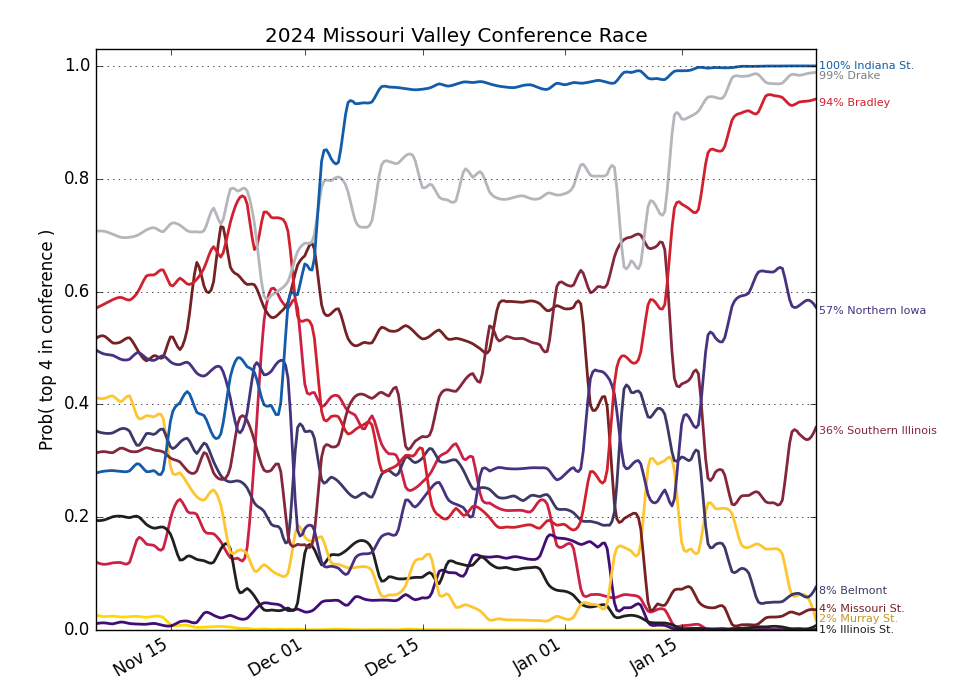 2024 Missouri Valley Conference Race
Prob( top 4 in conference )
1.0
0.8
0.6
0.4
0.2
0.0
Nov 15
Dec 01
Dec 15
Jan 01
Jan 15
100% Indiana St.
99% Drake
94% Bradley
57% Northern Iowa
36% Southern Illinois
8% Belmont
4% Missouri St.
2% Murray St.
1% Illinois St.